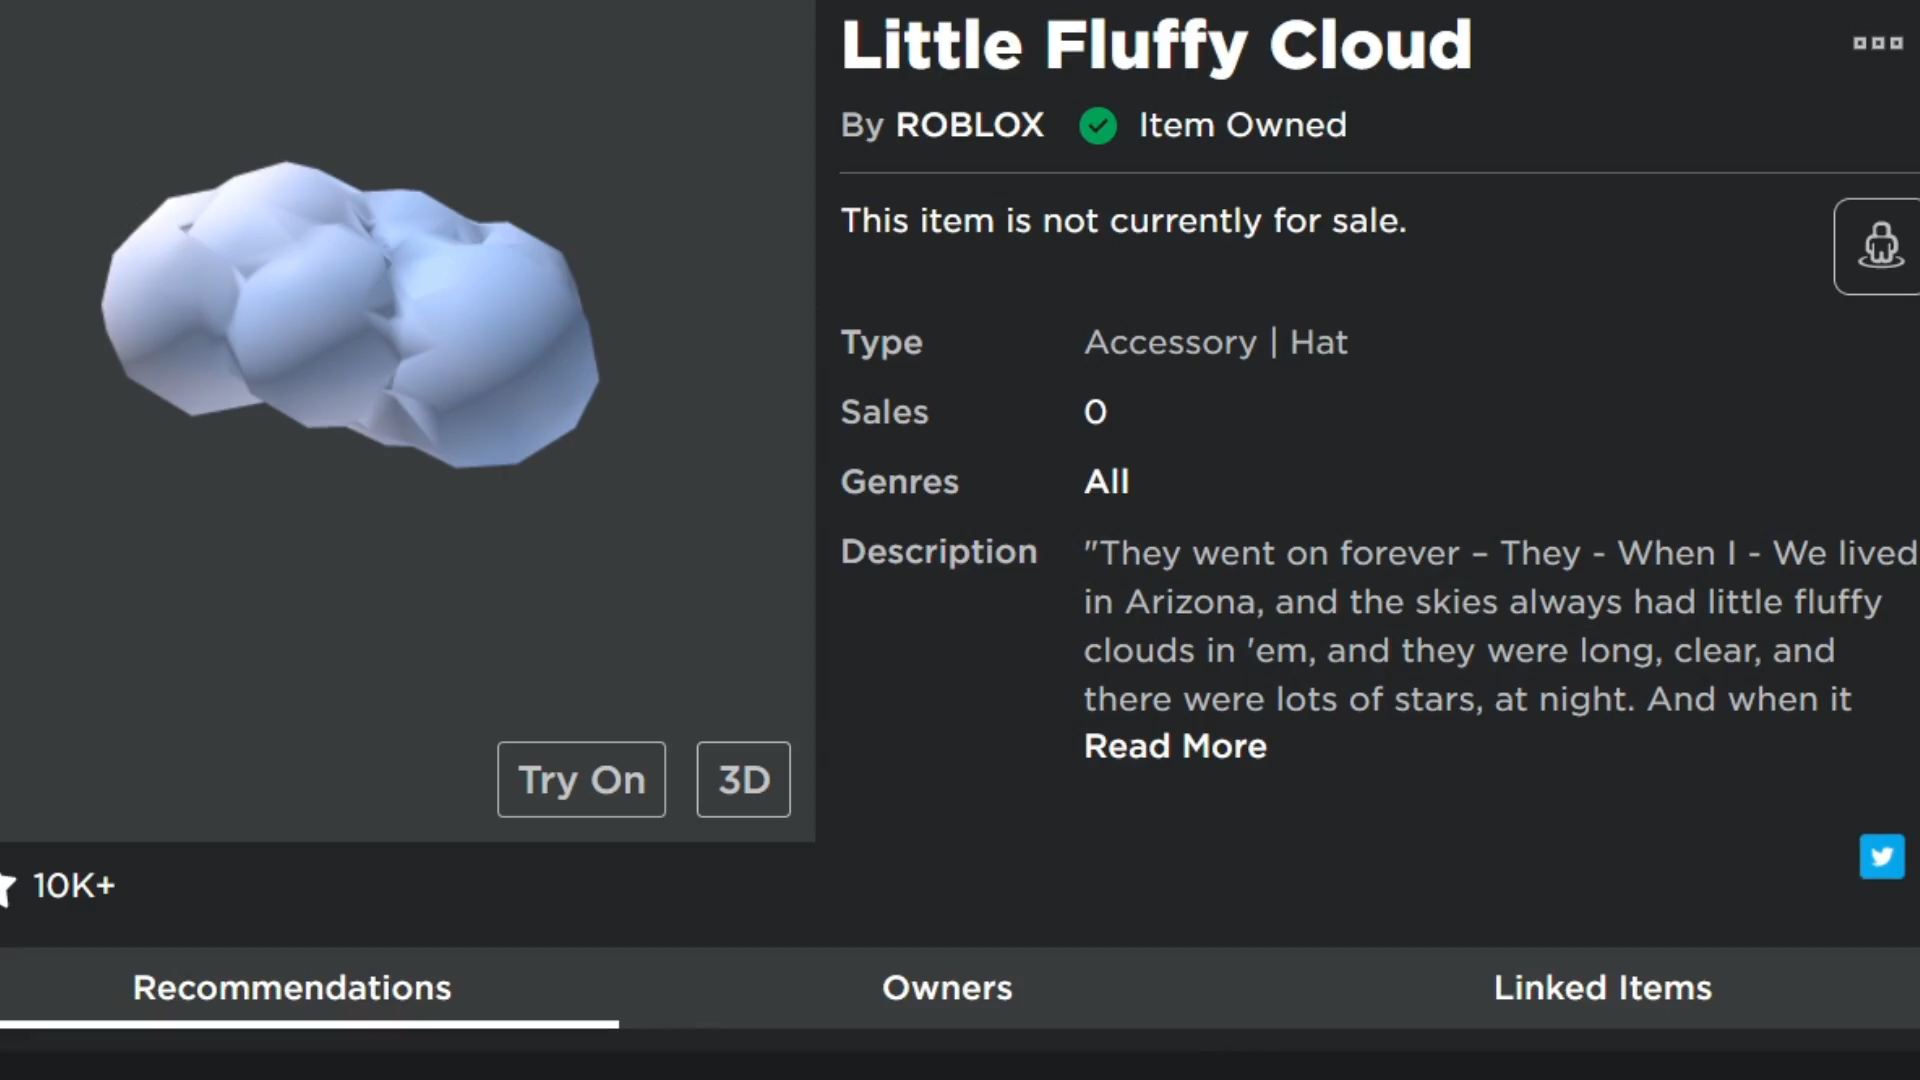 Little Fluffy Cloud
By ROBLOX Item Owned
This item is not currently for sale.
Type Accessory | Hat
Sales 0
Genres All
Description "They went on forever – They - When I - We lived
in Arizona, and the skies always had little fluffy
clouds in 'em, and they were long, clear, and
there were lots of stars, at night. And when it
Read More
Try On 3D
10K+
Recommendations Owners Linked Items